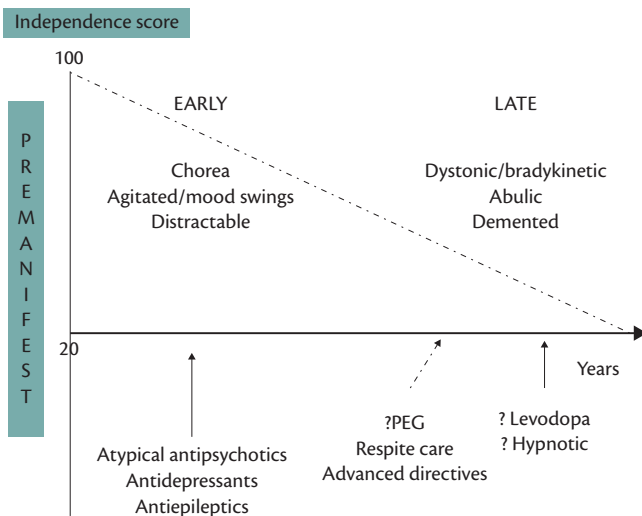 Independence score
100
EARLY
LATE
PREMANIFEST
Chorea
Agitated/mood swings
Distractable
Dystonic/bradykinetic
Abulic
Demented
20
Years
Atypical antipsychotics
Antidepressants
Antiepileptics
?PEG
Respite care
Advanced directives
? Levodopa
? Hypnotic